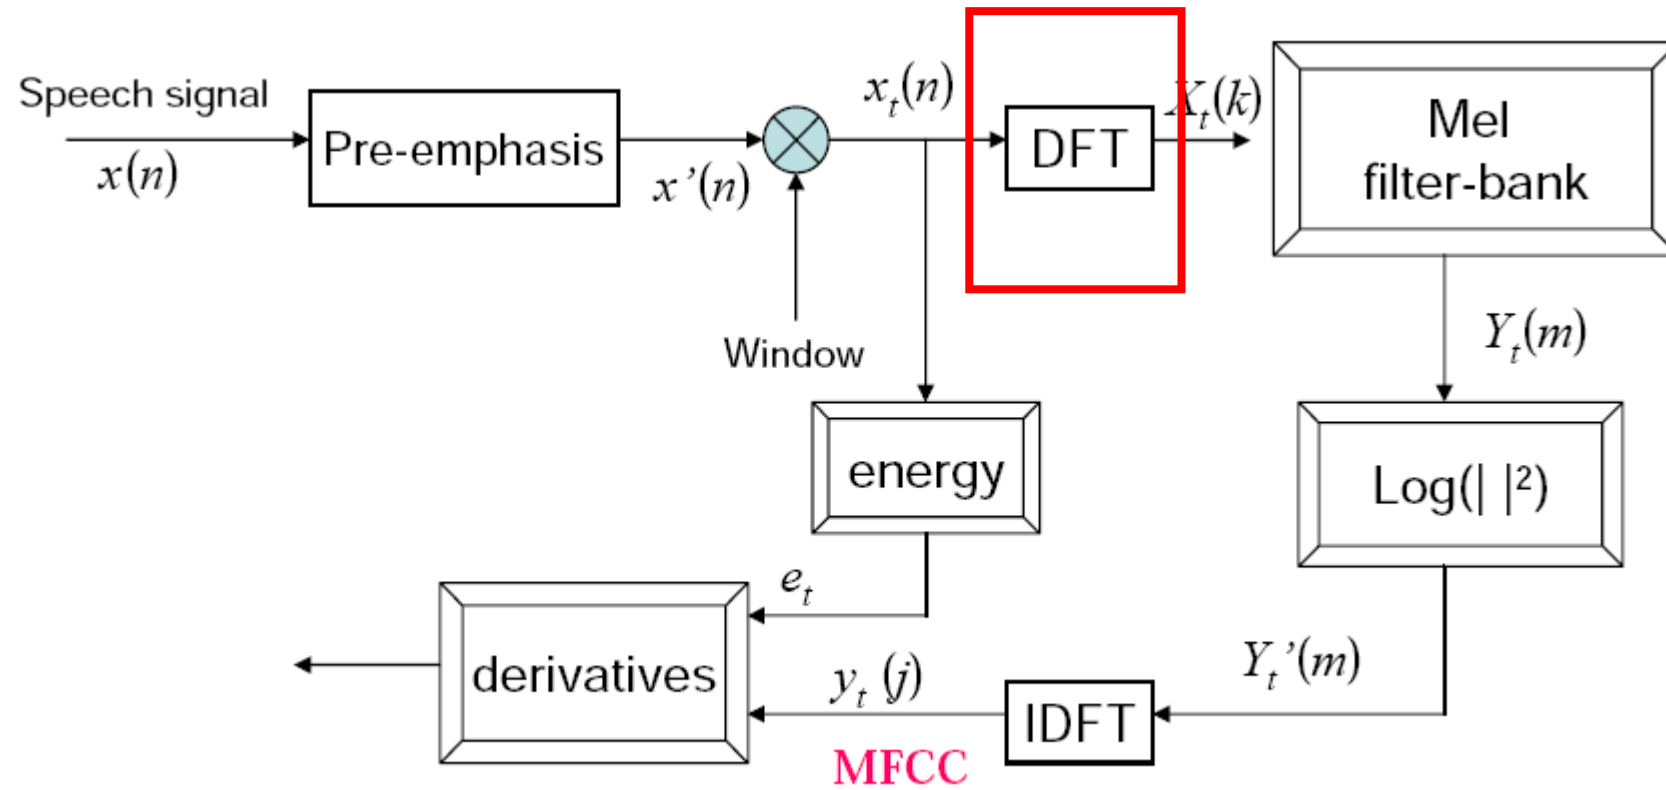 Speech signal
x(n)
Pre-emphasis
x’(n)
Window
x_t(n)
DFT
X_t(k)
Mel
filter-bank
Y_t(m)
Log(| |²)
Y_t’(m)
IDFT
y_t (j)
MFCC
energy
e_t
derivatives